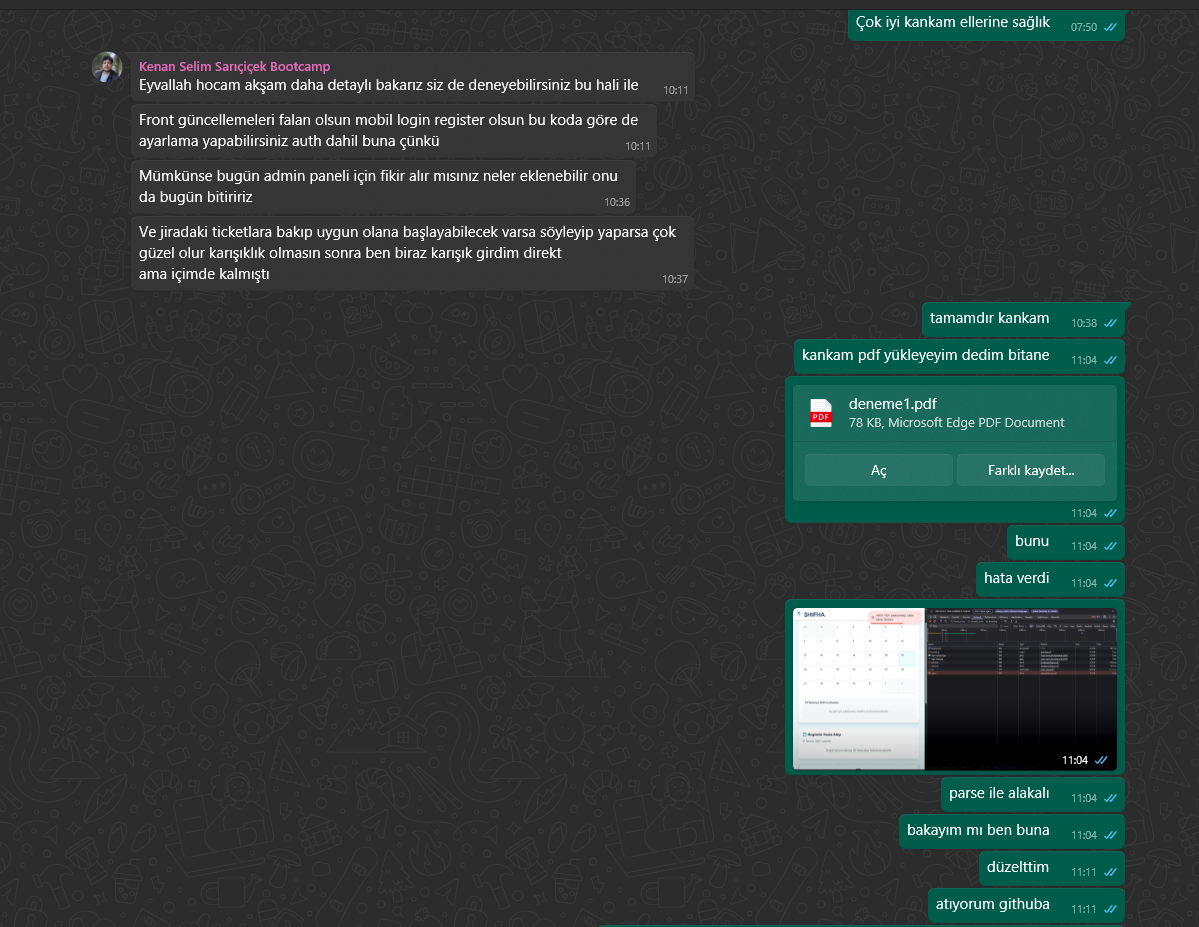 Çok iyi kankam ellerine sağlık
07:50
Kenan Selim Sarıçiçek Bootcamp
Eyvallah hocam akşam daha detaylı bakarız siz de deneyebilirsiniz bu hali ile
10:11
Front güncellemeleri falan olsun mobil login register olsun bu koda göre de
ayarlama yapabilirsiniz auth dahil buna çünkü
10:11
Mümkünse bugün admin paneli için fikir alır mısınız neler eklenebilir onu
da bugün bitiririz
10:36
Ve jiradaki ticketlara bakıp uygun olana başlayabilecek varsa söyleyip yaparsa çok
güzel olur karışıklık olmasın sonra ben biraz karışık girdim direkt
ama içimde kalmıştı
10:37
tamamdır kankam
10:38
kankam pdf yükleyeyim dedim bitane
11:04
PDF
deneme1.pdf
78 KB, Microsoft Edge PDF Document
Aç
Farklı kaydet...
11:04
bunu
11:04
hata verdi
11:04
SHIFHA
11:04
parse ile alakalı
11:04
bakayım mı ben buna
11:04
düzelttim
11:11
atıyorum githuba
11:11